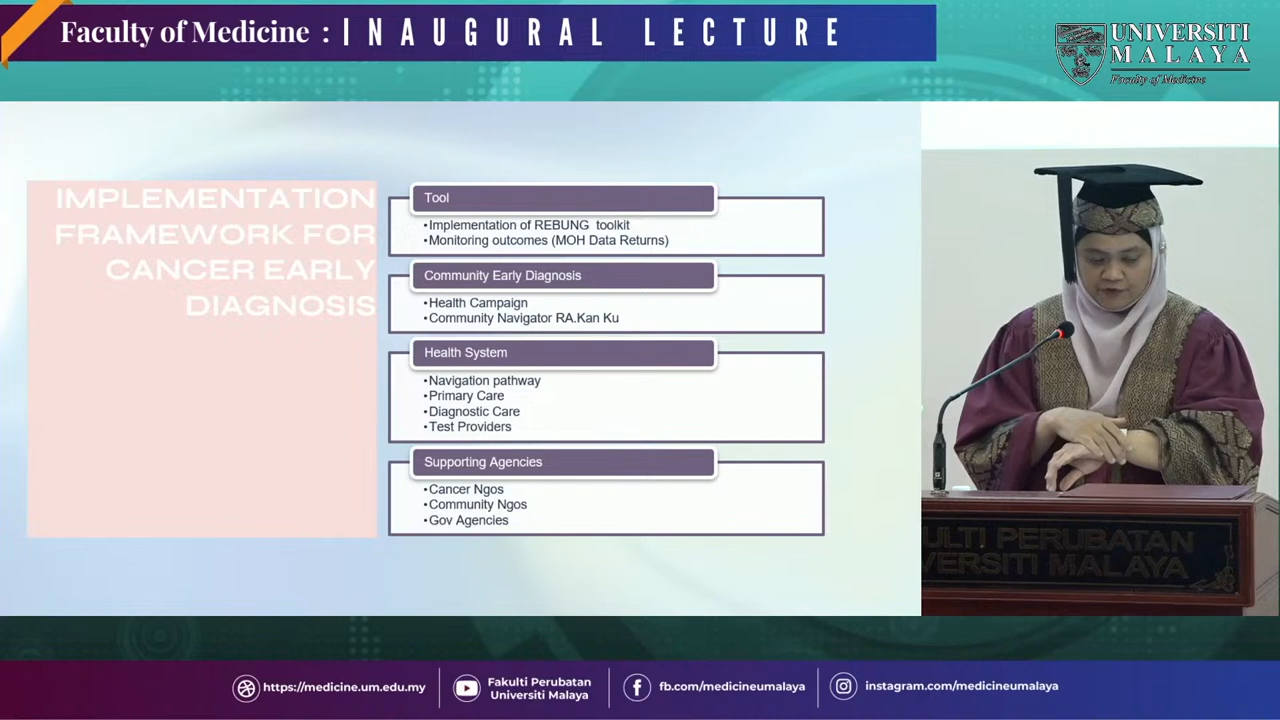 Faculty of Medicine : INAUGURAL LECTURE
UNIVERSITI
MALAYA
Faculty of Medicine
IMPLEMENTATION
FRAMEWORK FOR
CANCER EARLY
DIAGNOSIS
Tool
•Implementation of REBUNG toolkit
•Monitoring outcomes (MOH Data Returns)
Community Early Diagnosis
•Health Campaign
•Community Navigator RA.Kan Ku
Health System
•Navigation pathway
•Primary Care
•Diagnostic Care
•Test Providers
Supporting Agencies
•Cancer Ngos
•Community Ngos
•Gov Agencies
ULTI PERUBATAN
VERSITI MALAYA
https://medicine.um.edu.my
Fakulti Perubatan
Universiti Malaya
fb.com/medicineumalaya
instagram.com/medicineumalaya